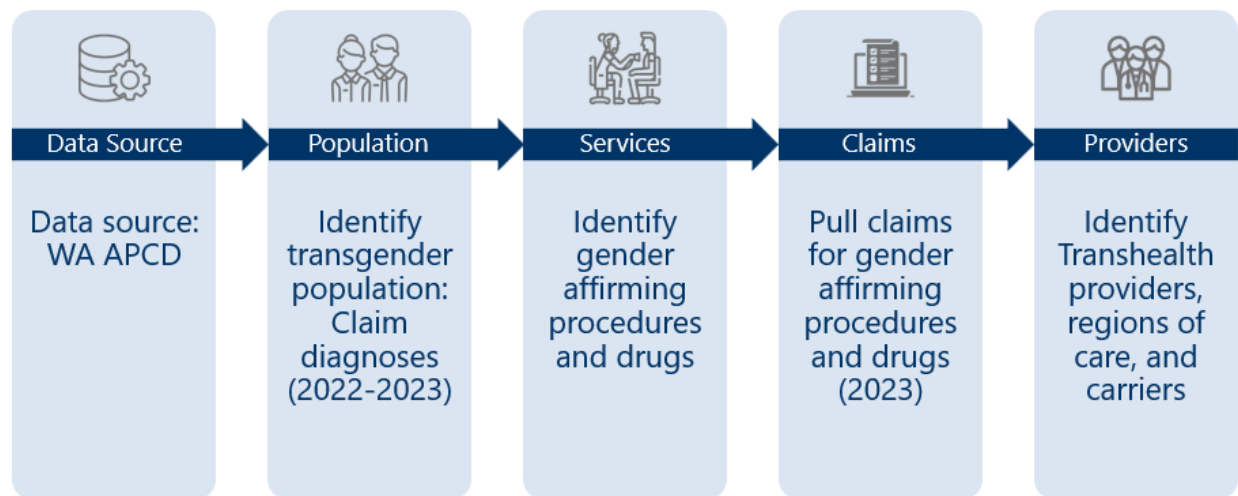 Data Source
Population
Services
Claims
Providers
Data source:
WA APCD
Identify
transgender
population:
Claim
diagnoses
(2022-2023)
Identify
gender
affirming
procedures
and drugs
Pull claims
for gender
affirming
procedures
and drugs
(2023)
Identify
Transhealth
providers,
regions of
care, and
carriers